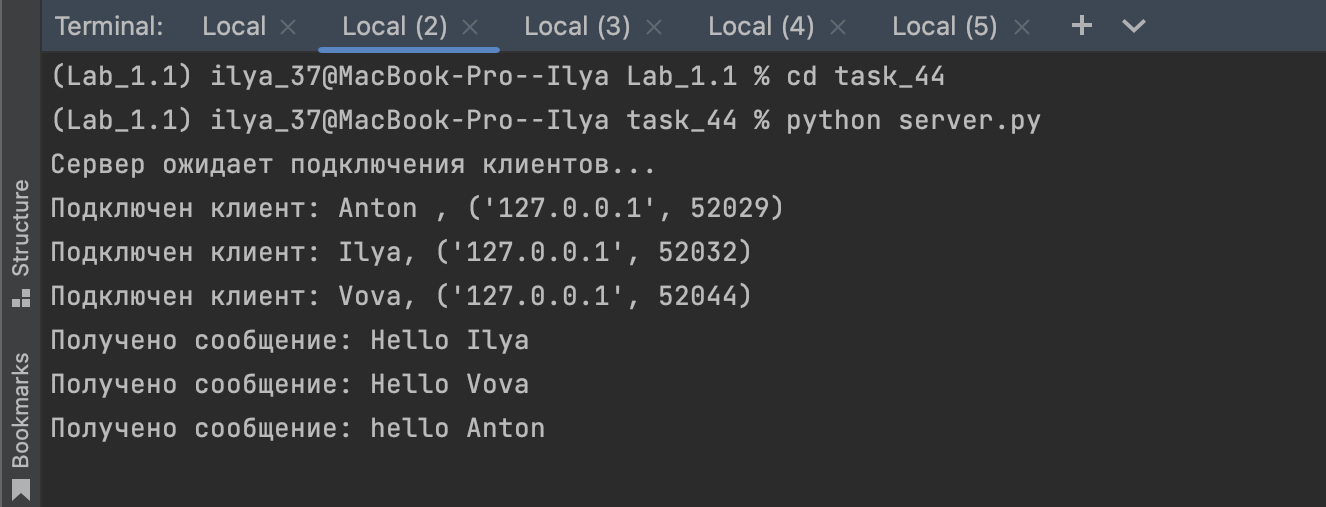 Terminal: Local × Local (2) × Local (3) × Local (4) × Local (5) × +
(Lab_1.1) ilya_37@MacBook-Pro--Ilya Lab_1.1 % cd task_44
(Lab_1.1) ilya_37@MacBook-Pro--Ilya task_44 % python server.py
Сервер ожидает подключения клиентов...
Подключен клиент: Anton , ('127.0.0.1', 52029)
Подключен клиент: Ilya, ('127.0.0.1', 52032)
Подключен клиент: Vova, ('127.0.0.1', 52044)
Получено сообщение: Hello Ilya
Получено сообщение: Hello Vova
Получено сообщение: hello Anton
Structure
Bookmarks